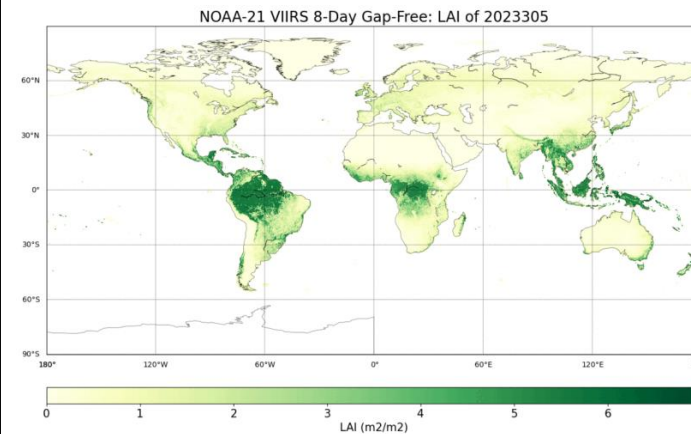 NOAA-21 VIIRS 8-Day Gap-Free: LAI of 2023305
60°N
30°N
0°
30°S
60°S
90°S
180° 120°W 60°W 0° 60°E 120°E
0 1 2 3 4 5 6
LAI (m2/m2)